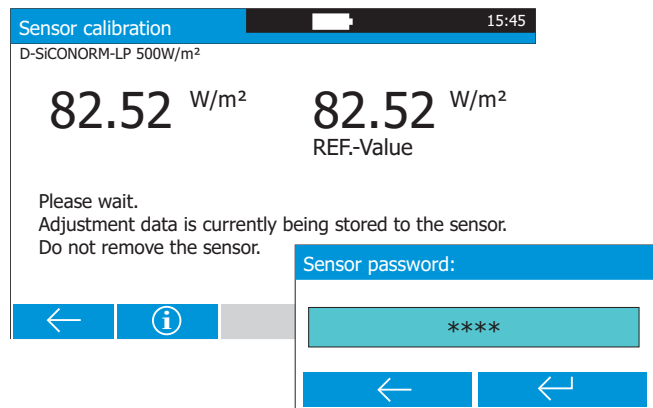 Sensor calibration
15:45
D-SiCONORM-LP 500W/m²
82.52 W/m² 82.52 W/m²
REF.-Value
Please wait.
Adjustment data is currently being stored to the sensor.
Do not remove the sensor.
Sensor password:
****